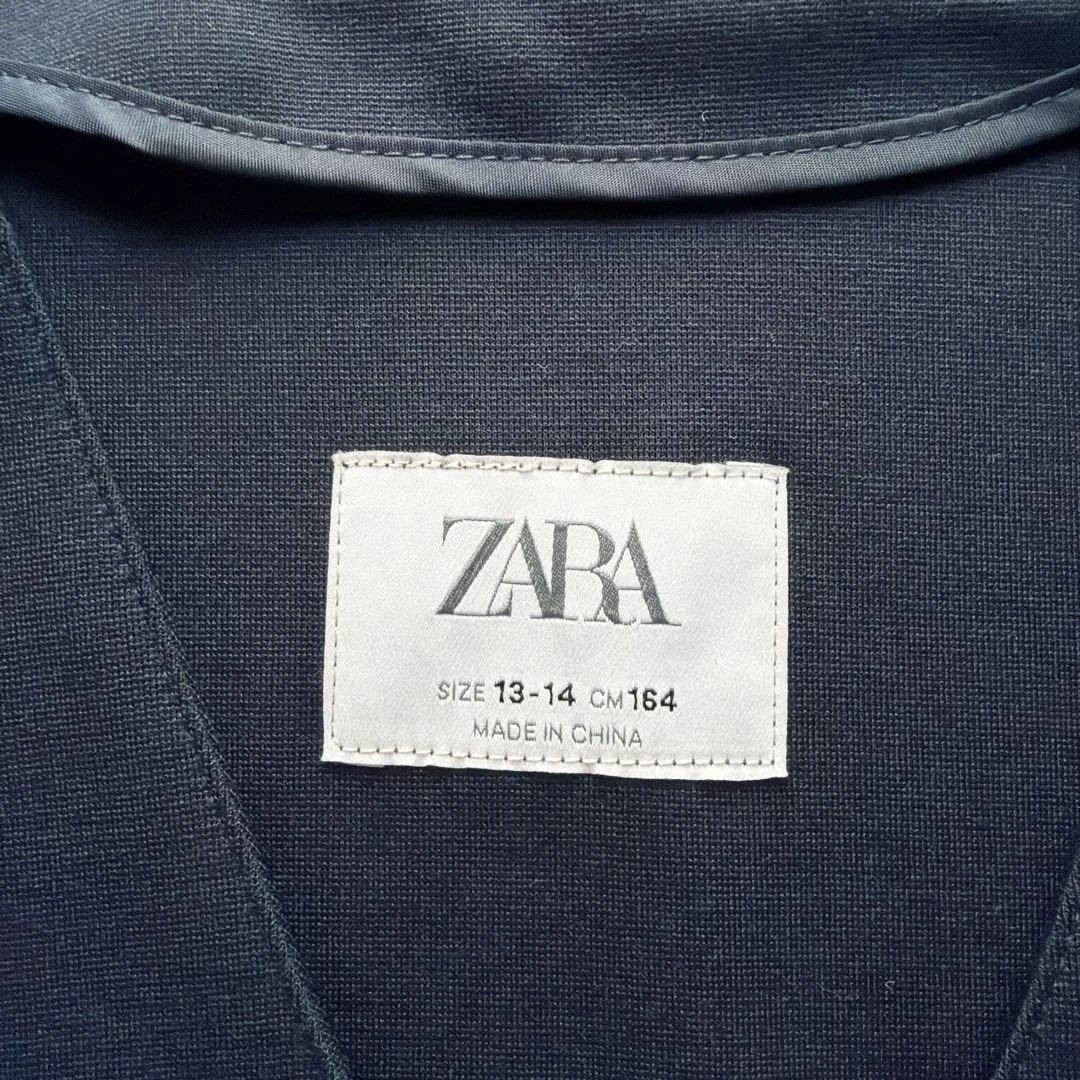 ZARA
SIZE 13-14 CM 164
MADE IN CHINA